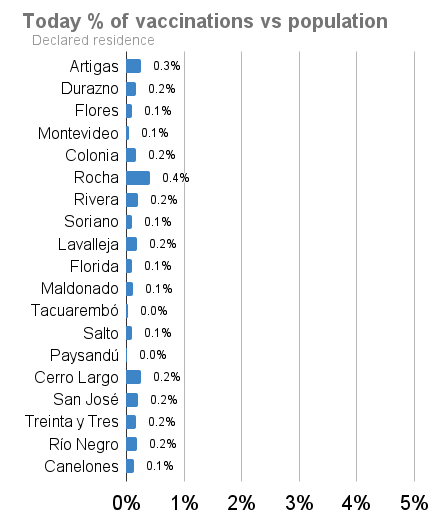 Today % of vaccinations vs population
Declared residence
Artigas 0.3%
Durazno 0.2%
Flores 0.1%
Montevideo 0.1%
Colonia 0.2%
Rocha 0.4%
Rivera 0.2%
Soriano 0.1%
Lavalleja 0.2%
Florida 0.1%
Maldonado 0.1%
Tacuarembó 0.0%
Salto 0.1%
Paysandú 0.0%
Cerro Largo 0.2%
San José 0.2%
Treinta y Tres 0.2%
Río Negro 0.2%
Canelones 0.1%
0% 1% 2% 3% 4% 5%